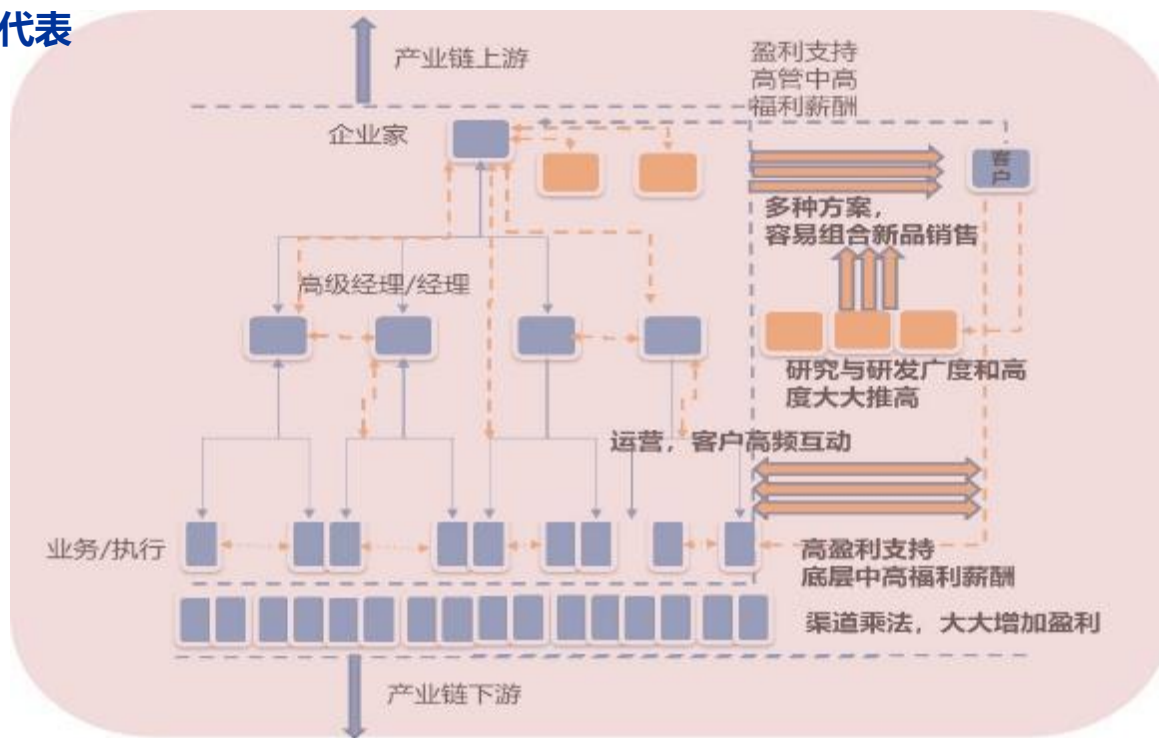 代表
产业链上游
盈利支持
高管中高
福利薪酬
企业家
客
户
多种方案，
容易组合新品销售
高级经理/经理
研究与研发广度和高
度大大推高
运营，客户高频互动
业务/执行
高盈利支持
底层中高福利薪酬
渠道乘法，大大增加盈利
产业链下游